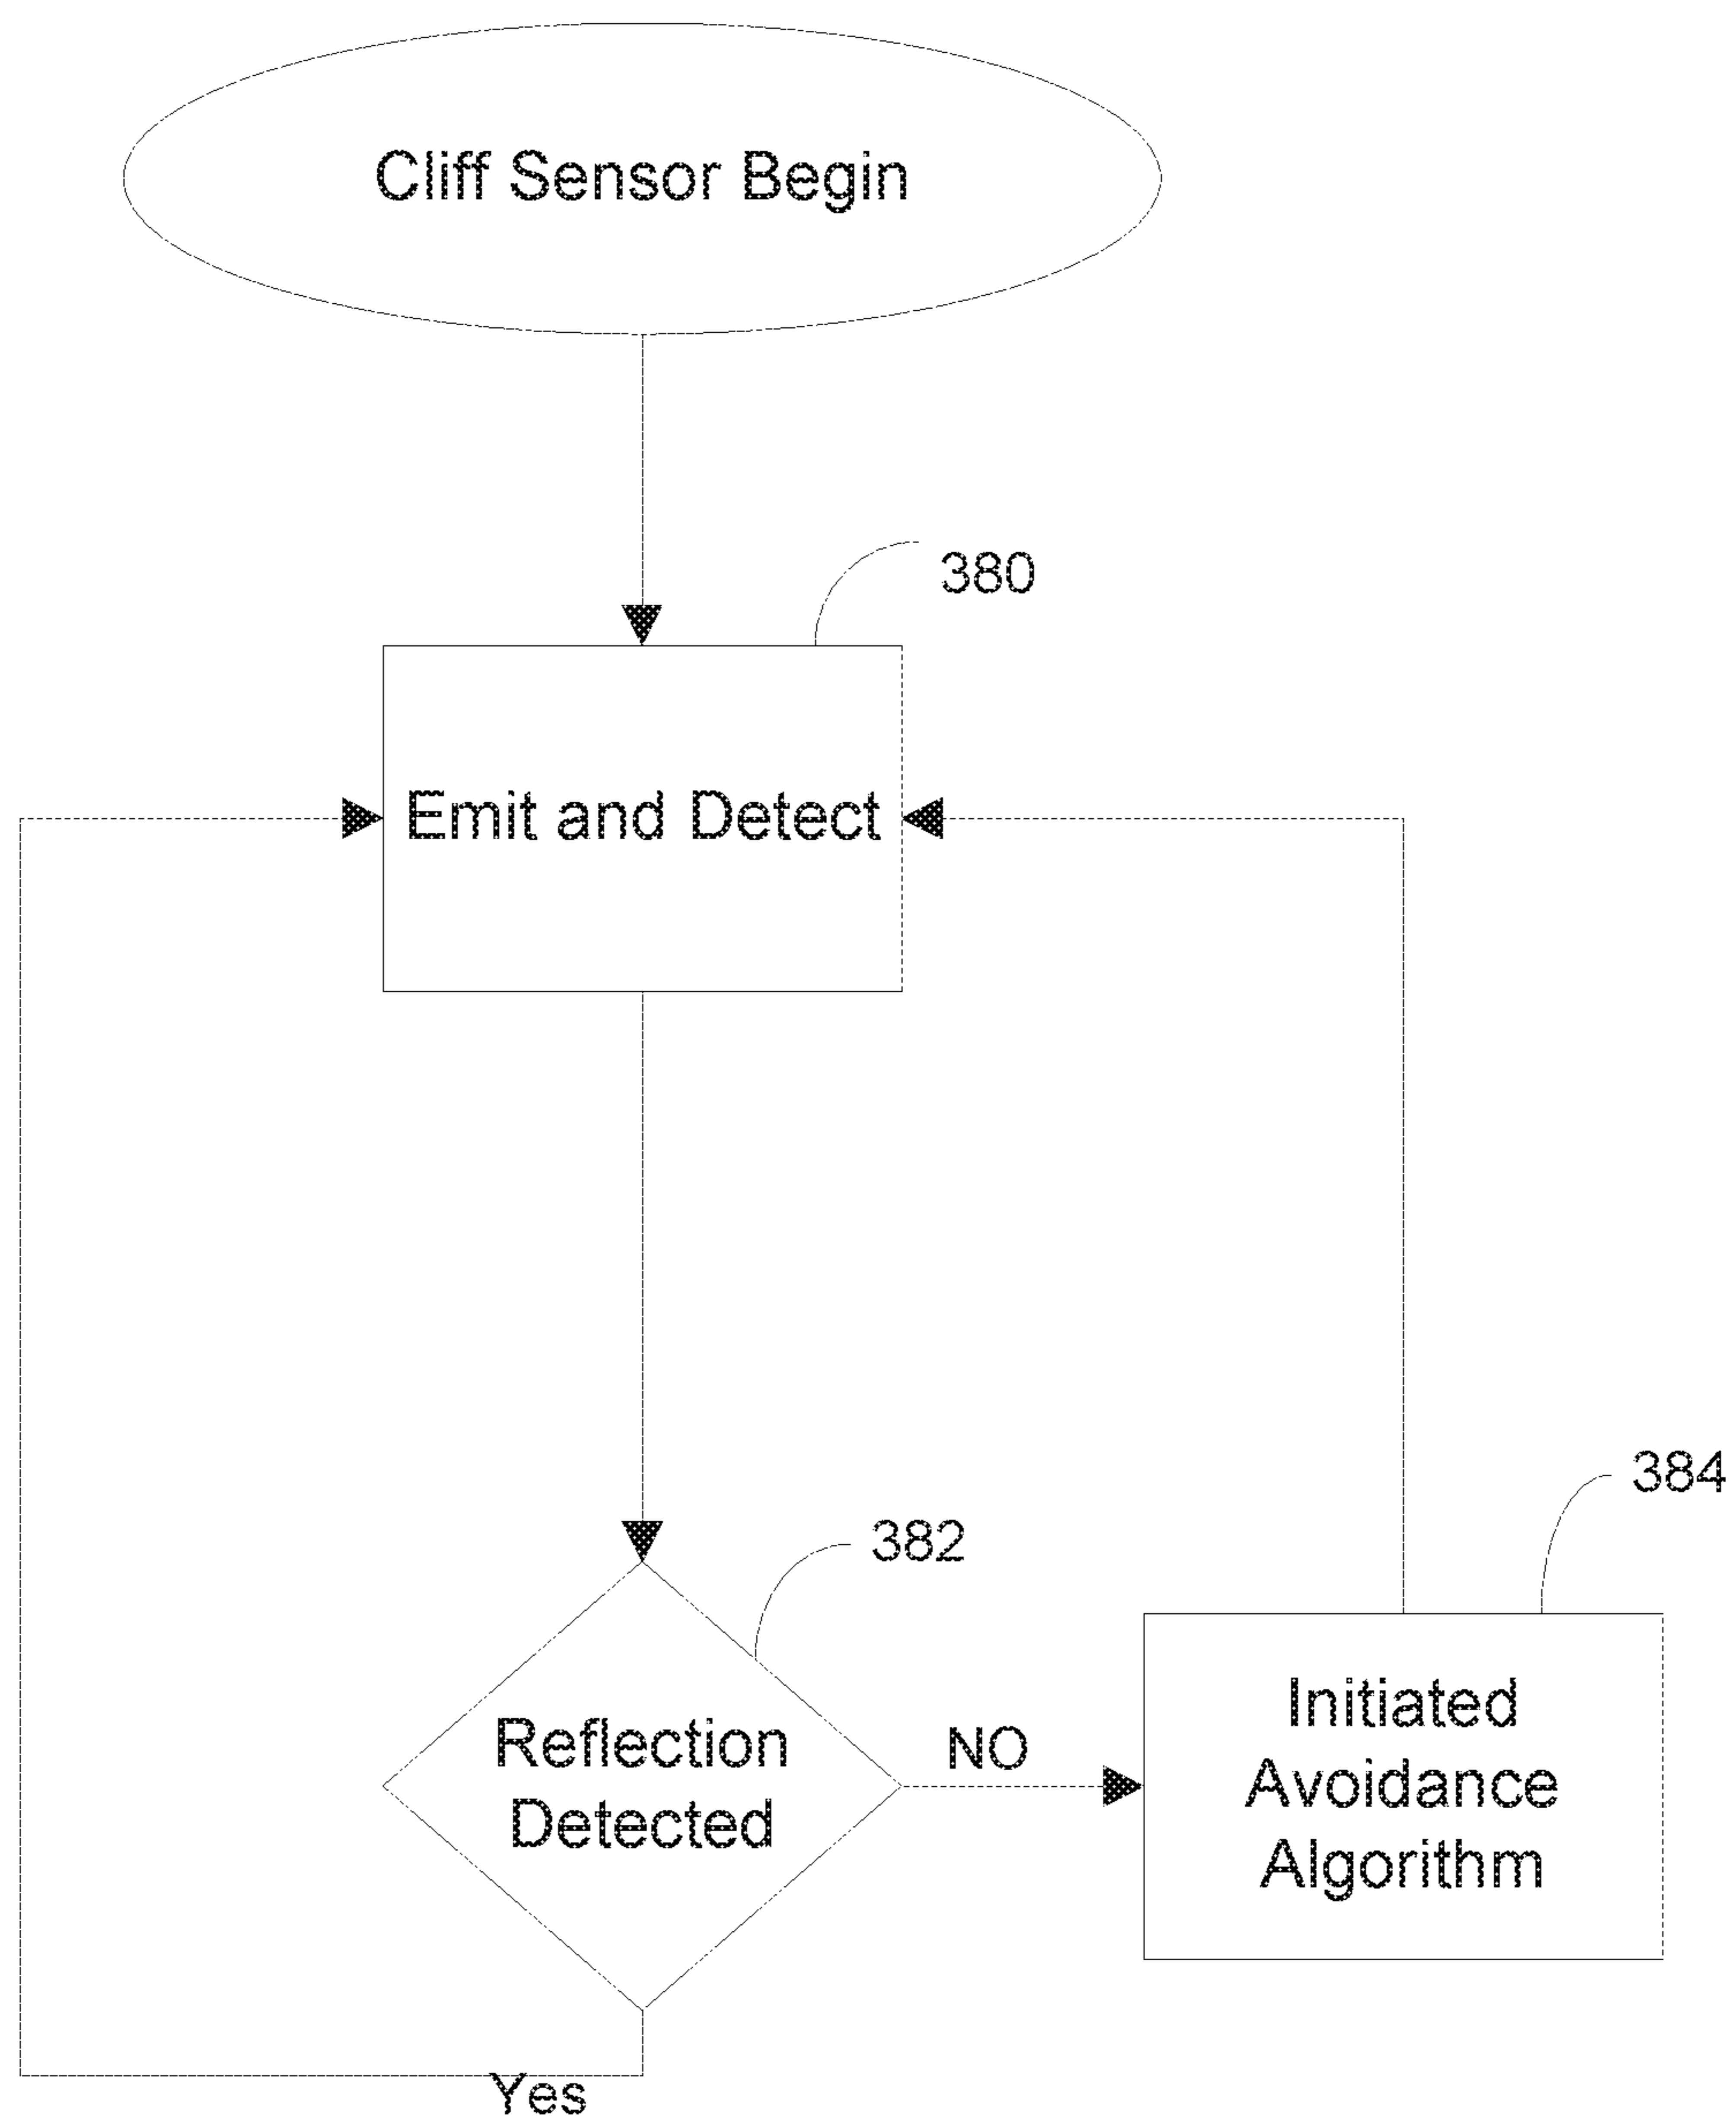 Cliff Sensor Begin
380
Emit and Detect
382
384
Reflection
Detected
NO
Initiated
Avoidance
Algorithm
Yes